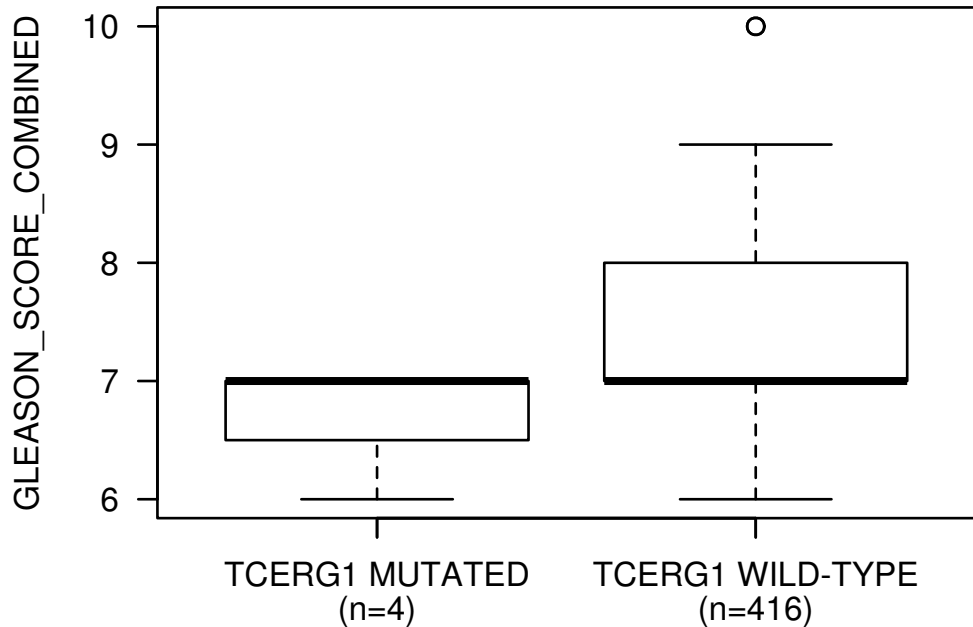 GLEASON_SCORE_COMBINED
10
9
8
7
6
TCERG1 MUTATED
(n=4)
TCERG1 WILD-TYPE
(n=416)